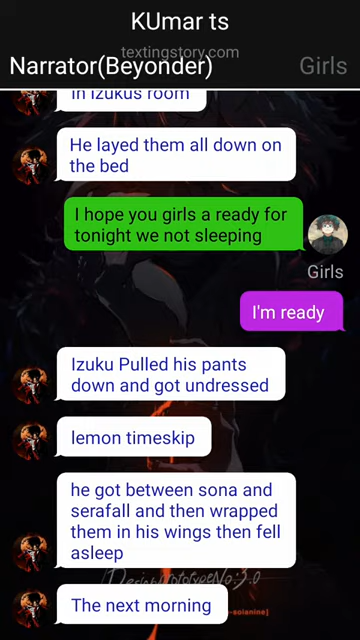 KUmar ts
textingstory.com
Narrator(Beyonder)
Girls
in Izukus room
He layed them all down on
the bed
I hope you girls a ready for
tonight we not sleeping
Girls
I'm ready
Izuku Pulled his pants
down and got undressed
lemon timeskip
he got between sona and
serafall and then wrapped
them in his wings then fell
asleep
The next morning